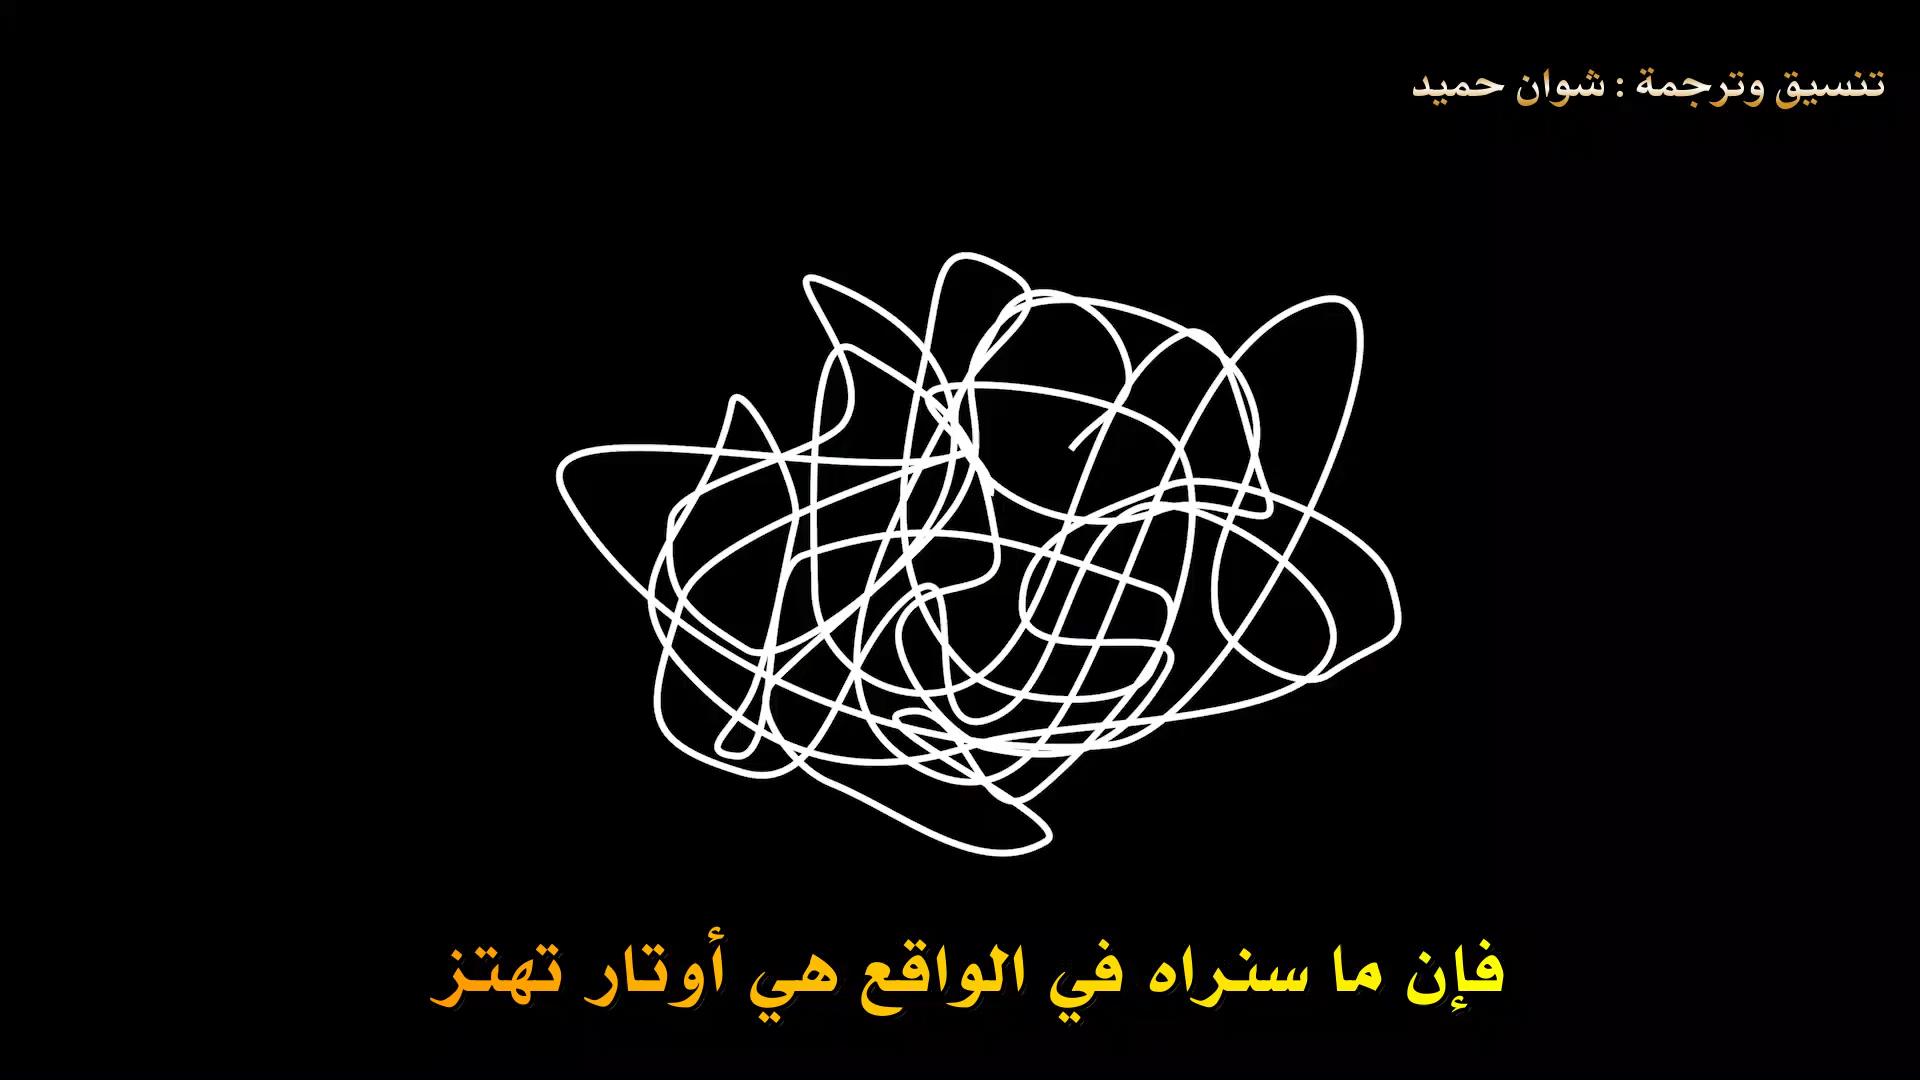 تنسيق وترجمة : شوان حميد
فإن ما سنراه في الواقع هي أوتار تهتز